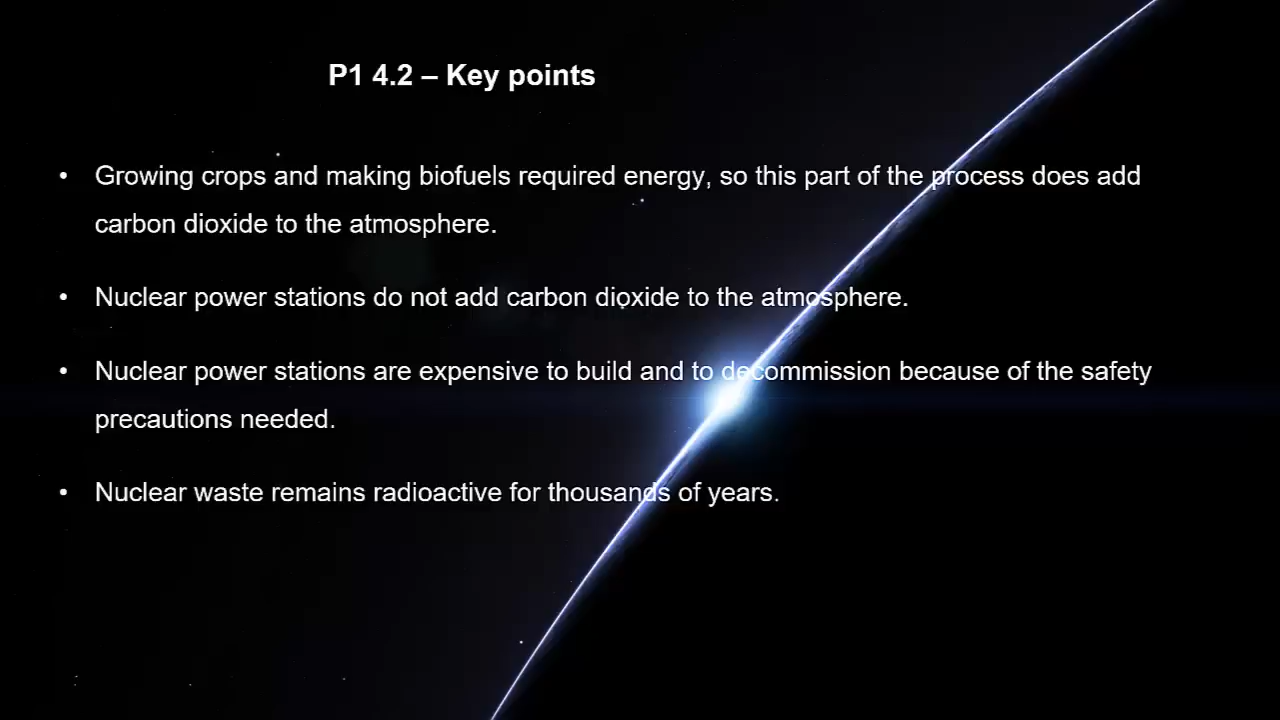 P1 4.2 – Key points
• Growing crops and making biofuels required energy, so this part of the process does add
carbon dioxide to the atmosphere.
• Nuclear power stations do not add carbon dioxide to the atmosphere.
• Nuclear power stations are expensive to build and to decommission because of the safety
precautions needed.
• Nuclear waste remains radioactive for thousands of years.